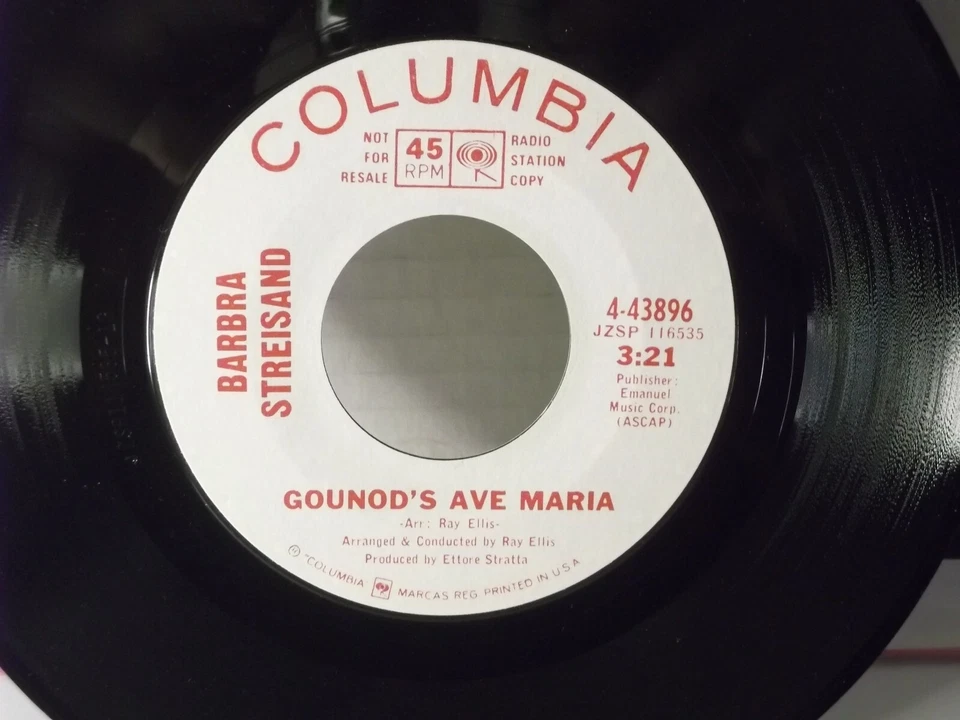 COLUMBIA
NOT
FOR
RESALE
45
RPM
RADIO
STATION
COPY
BARBRA
STREISAND
4-43896
JZSP 116535
3:21
Publisher:
Emanuel
Music Corp.
(ASCAP)
GOUNOD'S AVE MARIA
-Arr: Ray Ellis-
Arranged & Conducted by Ray Ellis
Produced by Ettore Stratta
℗ "COLUMBIA MARCAS REG. PRINTED IN U S A